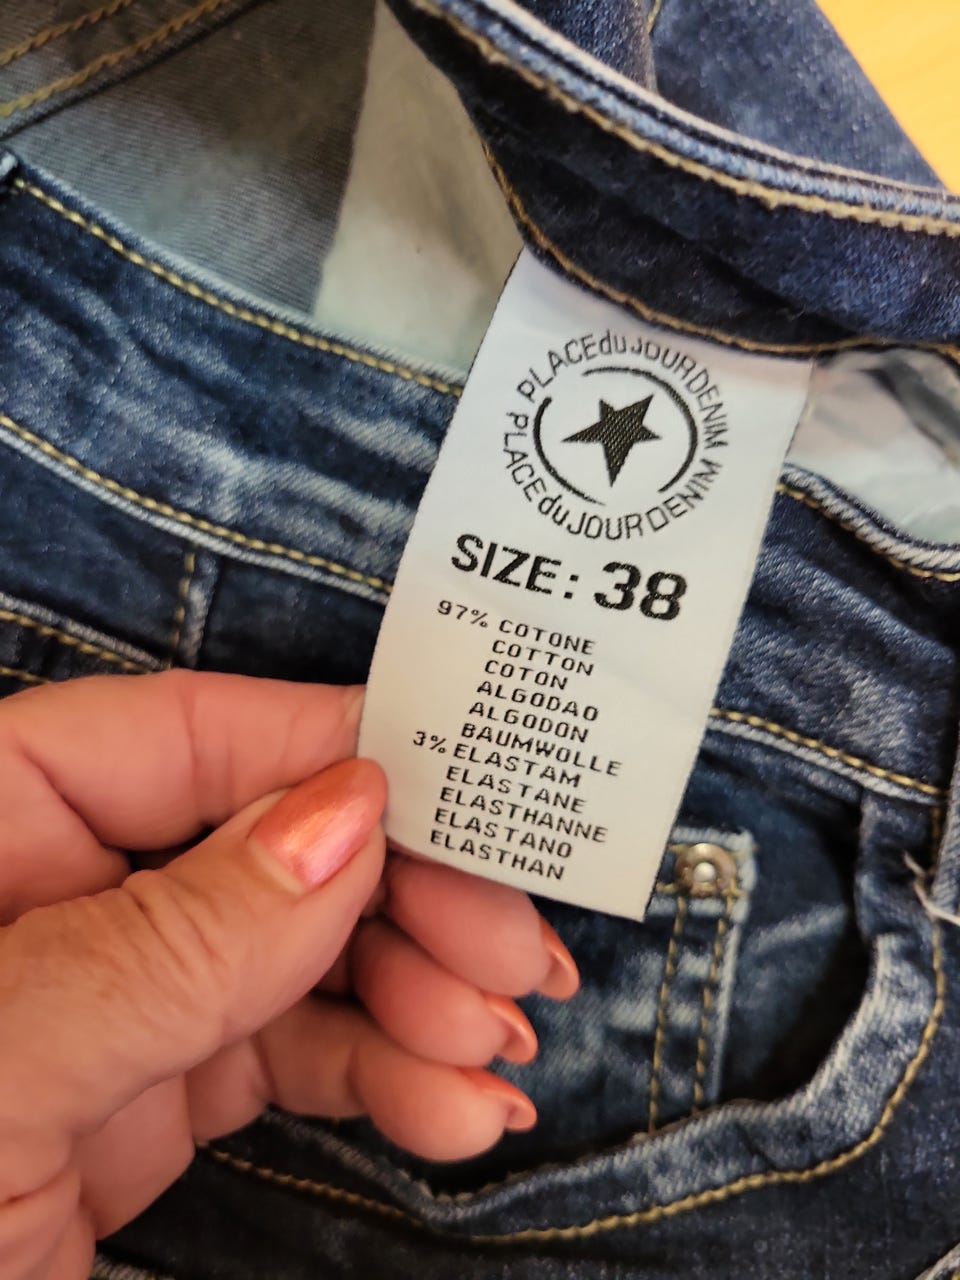 PLACEduJOURDENIM
PLACEduJOURDENIM
SIZE: 38
97% COTONE
COTTON
COTON
ALGODAO
ALGODON
BAUMWOLLE
3% ELASTAM
ELASTANE
ELASTHANNE
ELASTANO
ELASTHAN